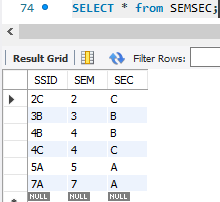 74 SELECT * from SEMSEC;
Result Grid Filter Rows:
SSID SEM SEC
2C 2 C
3B 3 B
4B 4 B
4C 4 C
5A 5 A
7A 7 A
NULL NULL NULL